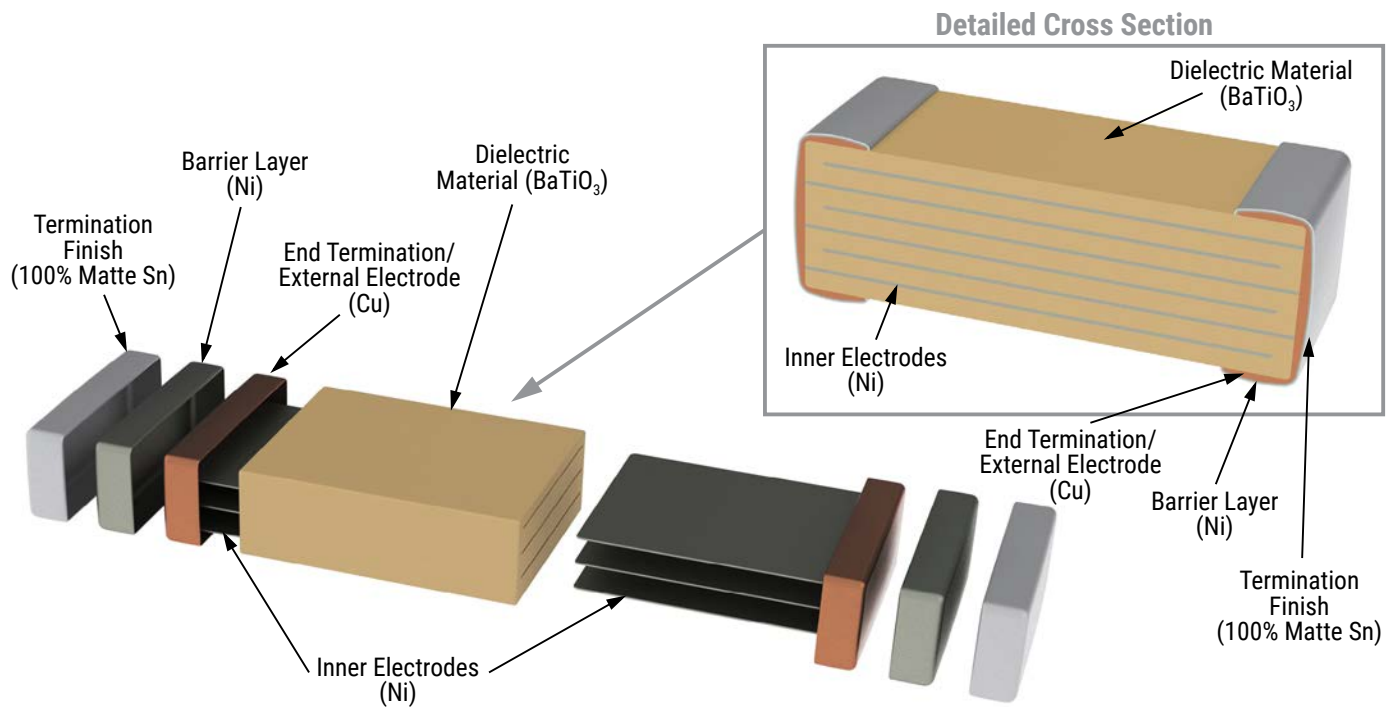 Detailed Cross Section
Dielectric Material
(BaTiO₃)
Inner Electrodes
(Ni)
End Termination/
External Electrode
(Cu)
Barrier Layer
(Ni)
Termination
Finish
(100% Matte Sn)
Termination
Finish
(100% Matte Sn)
Barrier Layer
(Ni)
End Termination/
External Electrode
(Cu)
Dielectric
Material (BaTiO₃)
Inner Electrodes
(Ni)